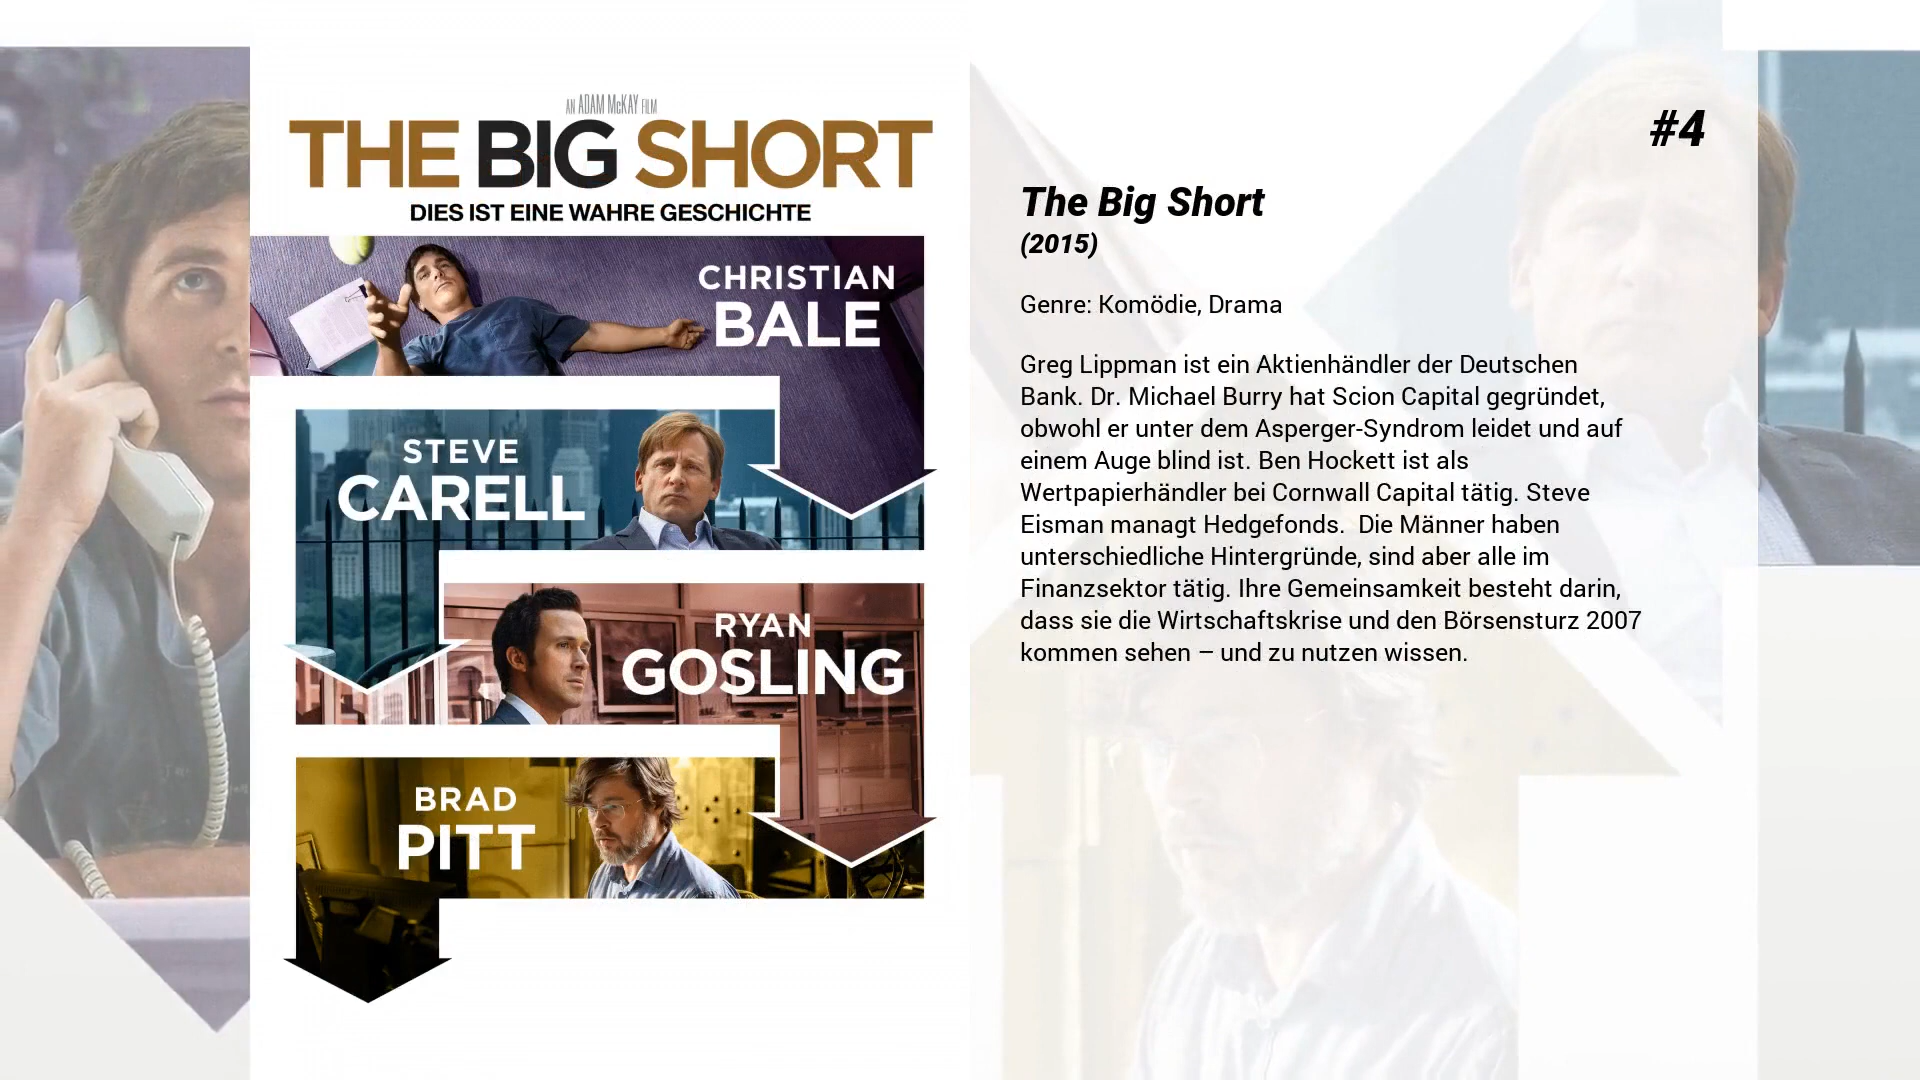 AN ADAM McKAY FILM
THE BIG SHORT
DIES IST EINE WAHRE GESCHICHTE
CHRISTIAN
BALE
STEVE
CARELL
RYAN
GOSLING
BRAD
PITT
#4
The Big Short
(2015)
Genre: Komödie, Drama
Greg Lippman ist ein Aktienhändler der Deutschen
Bank. Dr. Michael Burry hat Scion Capital gegründet,
obwohl er unter dem Asperger-Syndrom leidet und auf
einem Auge blind ist. Ben Hockett ist als
Wertpapierhändler bei Cornwall Capital tätig. Steve
Eisman managt Hedgefonds.  Die Männer haben
unterschiedliche Hintergründe, sind aber alle im
Finanzsektor tätig. Ihre Gemeinsamkeit besteht darin,
dass sie die Wirtschaftskrise und den Börsensturz 2007
kommen sehen – und zu nutzen wissen.